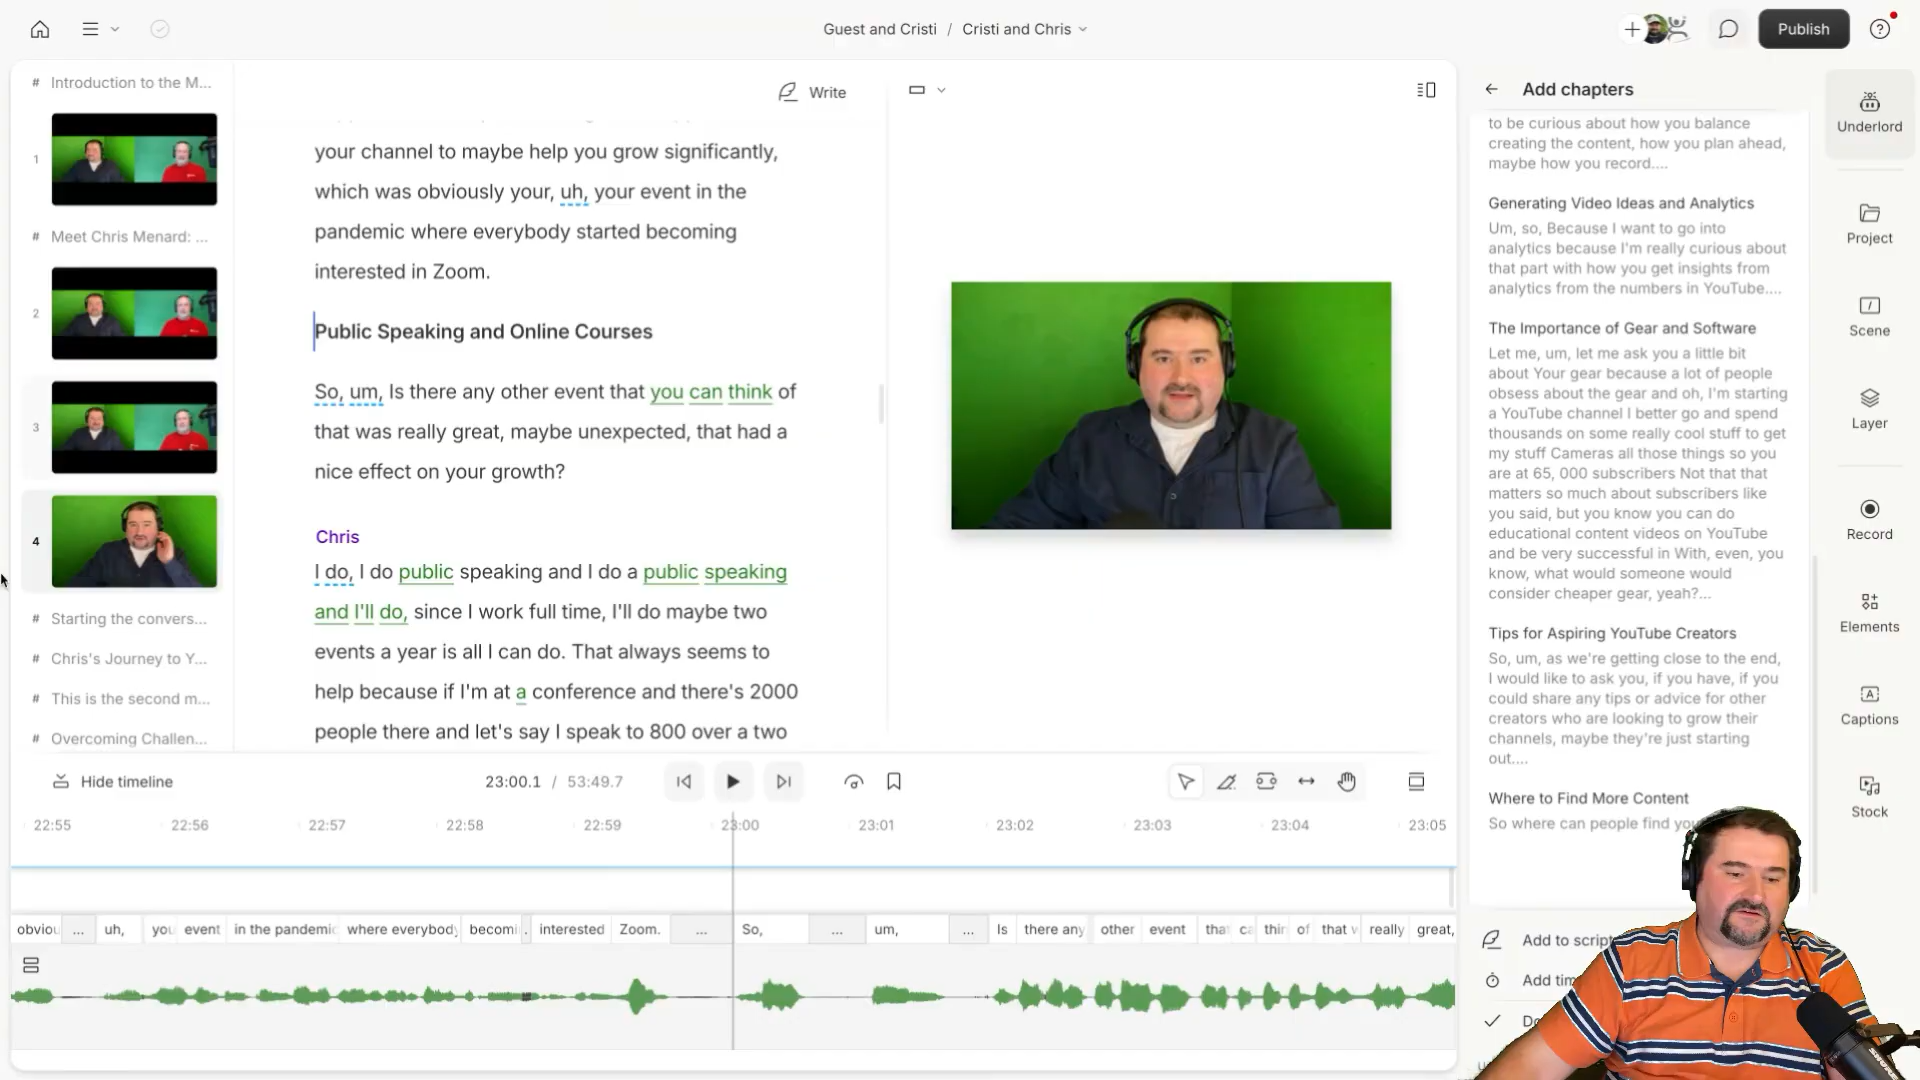 Guest and Cristi / Cristi and Chris
Publish
# Introduction to the M...
1
# Meet Chris Menard: ...
2
3
4
# Starting the convers...
# Chris's Journey to Y...
# This is the second m...
# Overcoming Challen...
Write
your channel to maybe help you grow significantly,
which was obviously your, uh, your event in the
pandemic where everybody started becoming
interested in Zoom.
Public Speaking and Online Courses
So, um, Is there any other event that you can think of
that was really great, maybe unexpected, that had a
nice effect on your growth?
Chris
I do, I do public speaking and I do a public speaking
and I'll do, since I work full time, I'll do maybe two
events a year is all I can do. That always seems to
help because if I'm at a conference and there's 2000
people there and let's say I speak to 800 over a two
Add chapters
to be curious about how you balance
creating the content, how you plan ahead,
maybe how you record....
Generating Video Ideas and Analytics
Um, so, Because I want to go into
analytics because I'm really curious about
that part with how you get insights from
analytics from the numbers in YouTube....
The Importance of Gear and Software
Let me, um, let me ask you a little bit
about Your gear because a lot of people
obsess about the gear and oh, I'm starting
a YouTube channel I better go and spend
thousands on some really cool stuff to get
my stuff Cameras all those things so you
are at 65, 000 subscribers Not that that
matters so much about subscribers like
you said, but you know you can do
educational content videos on YouTube
and be very successful in With, even, you
know, what would someone would
consider cheaper gear, yeah?...
Tips for Aspiring YouTube Creators
So, um, as we're getting close to the end,
I would like to ask you, if you have, if you
could share any tips or advice for other
creators who are looking to grow their
channels, maybe they're just starting
out....
Where to Find More Content
So where can people find you
Add to script
Add tim
Underlord
Project
Scene
Layer
Record
Elements
Captions
Stock
Hide timeline
23:00.1 / 53:49.7
22:55 22:56 22:57 22:58 22:59 23:00 23:01 23:02 23:03 23:04 23:05
obviou ... uh, you event in the pandemic where everybody becomi . interested Zoom. ... So, ... um, ... Is there any other event tha ca thin of that w really great,